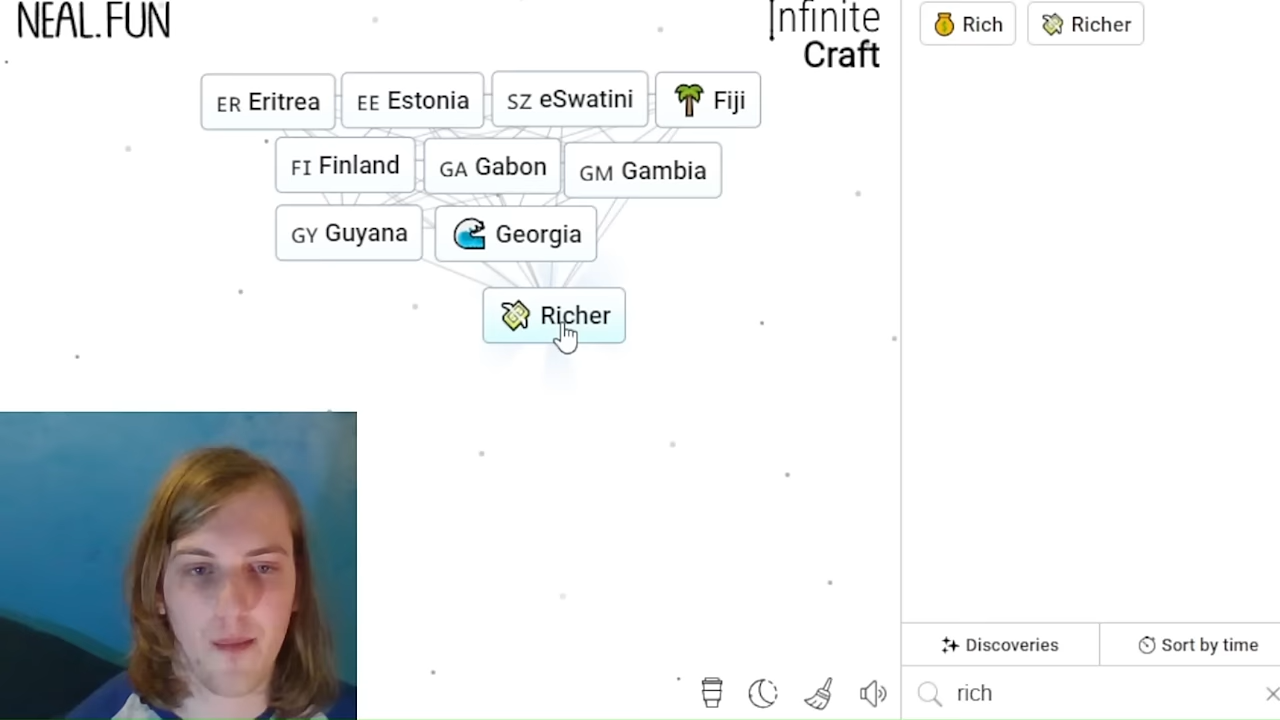 NEAL.FUN
Infinite
Craft
Rich
Richer
ER Eritrea
EE Estonia
SZ eSwatini
Fiji
FI Finland
GA Gabon
GM Gambia
GY Guyana
Georgia
Richer
Discoveries
Sort by time
rich